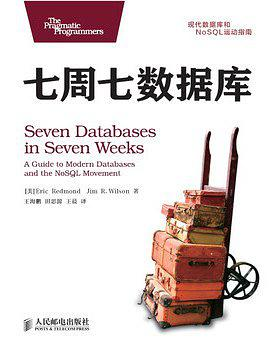 The
Pragmatic
Programmers
现代数据库和
NoSQL运动指南
七周七数据库
Seven Databases
in Seven Weeks
A Guide to Modern Databases
and the NoSQL Movement
[美]Eric Redmond Jim R. Wilson 著
王海鹏 田思源 王晨 译
人民邮电出版社
POSTS & TELECOM PRESS